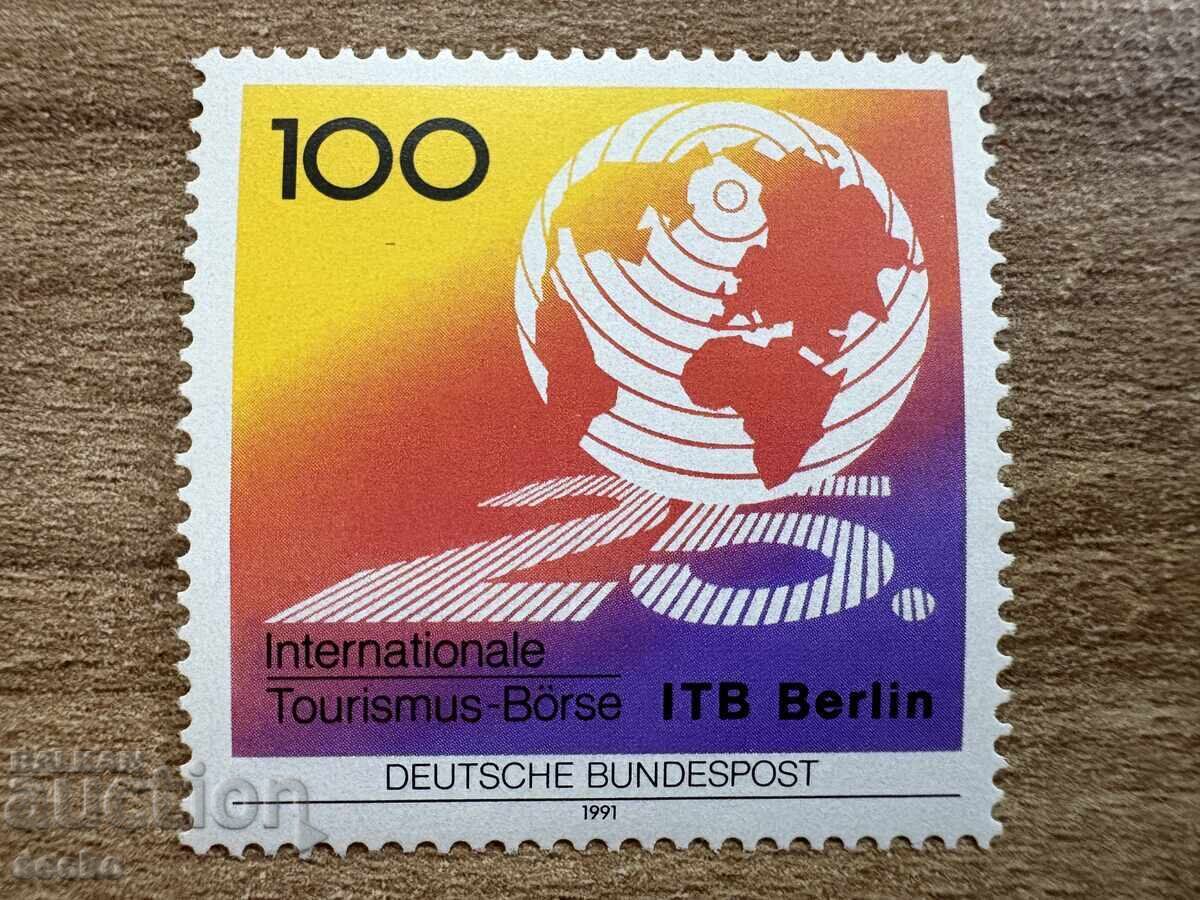 100
25.
Internationale
Tourismus-Börse ITB Berlin
DEUTSCHE BUNDESPOST
1991
BALKAN
auction